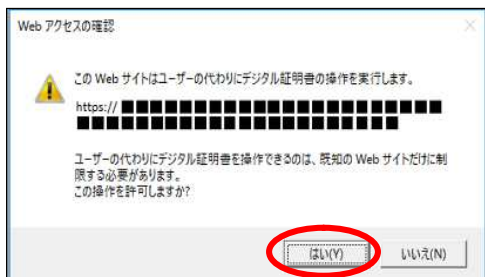 Web アクセスの確認
この Web サイトはユーザーの代わりにデジタル証明書の操作を実行します。
https://
ユーザーの代わりにデジタル証明書を操作できるのは、既知の Web サイトだけに制
限する必要があります。
この操作を許可しますか?
はい(Y)
いいえ(N)